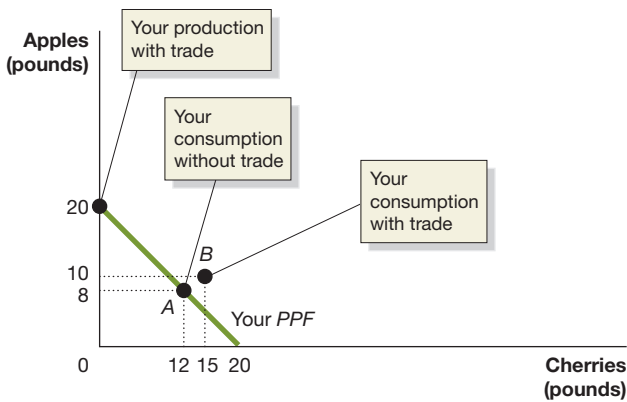 Your production
with trade
Apples
(pounds)
Your
consumption
without trade
Your
consumption
with trade
20
B
10
8
A
Your PPF
0
12 15 20
Cherries
(pounds)